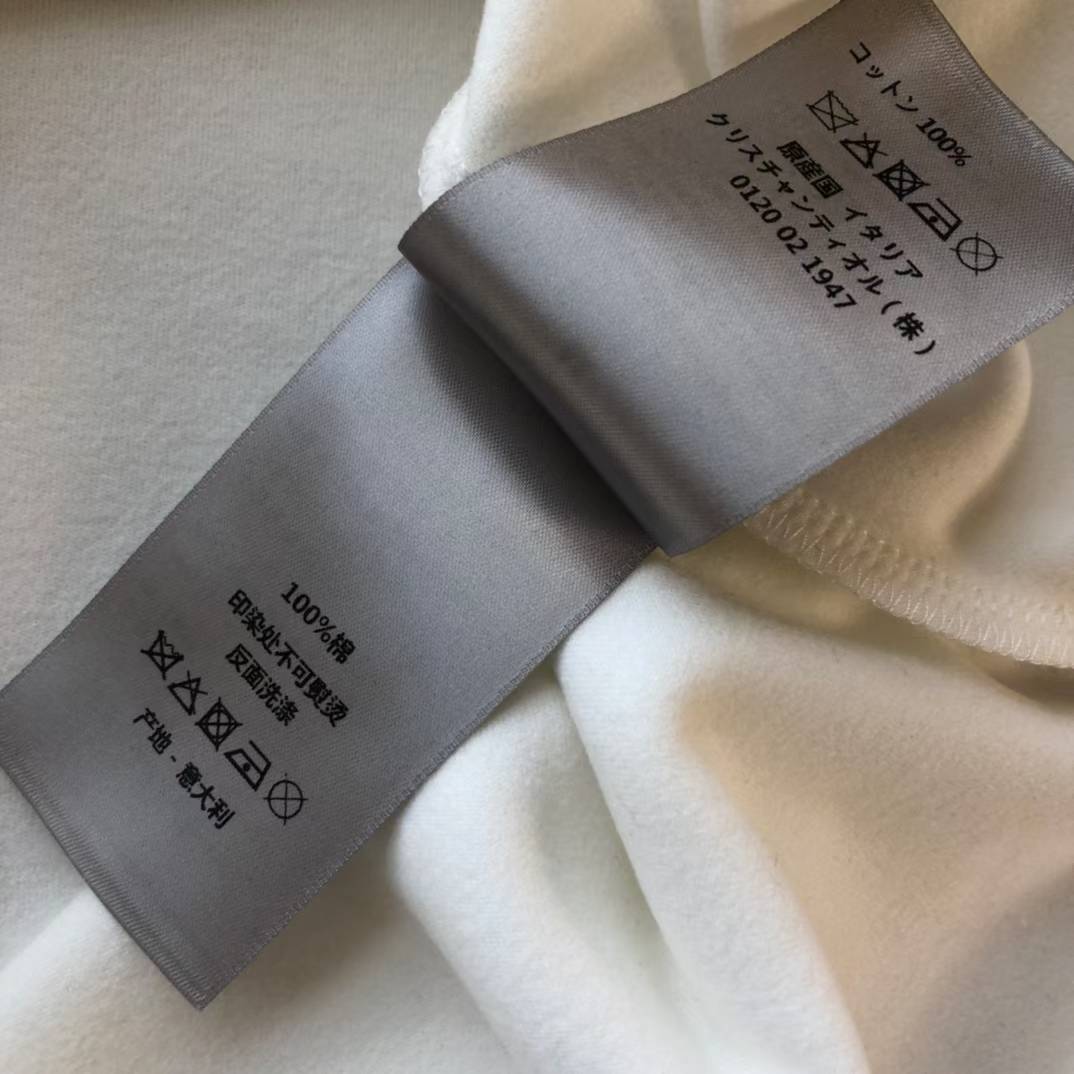 コットン 100%
原産国 イタリア
クリスチャンディオル（株）
0120 02 1947
100%綿
印染处不可熨烫
反面洗涤
产地 - 意大利